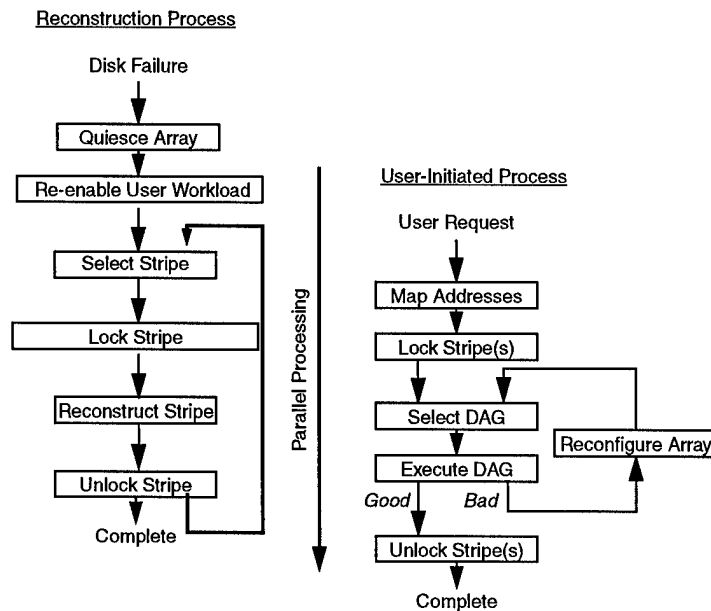 Reconstruction Process
Disk Failure
Quiesce Array
Re-enable User Workload
Select Stripe
Lock Stripe
Reconstruct Stripe
Unlock Stripe
Complete
Parallel Processing
User-Initiated Process
User Request
Map Addresses
Lock Stripe(s)
Select DAG
Reconfigure Array
Execute DAG
Good
Bad
Unlock Stripe(s)
Complete